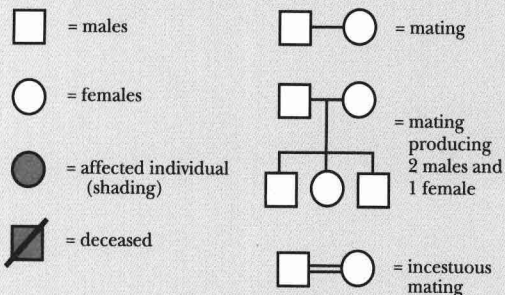 = males
= females
= affected individual
(shading)
= deceased
= mating
= mating
producing
2 males and
1 female
= incestuous
mating